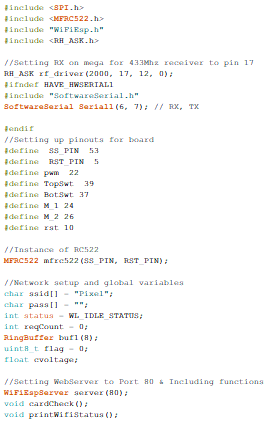 #include <SPI.h>
#include <MFRC522.h>
#include "WiFiEsp.h"
#include <RH_ASK.h>
//Setting RX on mega for 433Mhz receiver to pin 17
RH_ASK rf_driver(2000, 17, 12, 0);
#ifndef HAVE_HWSERIAL1
#include "SoftwareSerial.h"
SoftwareSerial Serial1(6, 7); // RX, TX
#endif
//Setting up pinouts for board
#define SS_PIN 53
#define RST_PIN 5
#define pwm 22
#define TopSwt 39
#define BotSwt 37
#define M_1 24
#define M_2 26
#define rst 10
//Instance of RC522
MFRC522 mfrc522(SS_PIN, RST_PIN);
//Network setup and global variables
char ssid[] = "Pixel";
char pass[] = "";
int status = WL_IDLE_STATUS;
int reqCount = 0;
RingBuffer buf1(8);
uint8_t flag = 0;
float cvoltage;
//Setting WebServer to Port 80 & Including functions
WiFiEspServer server(80);
void cardCheck();
void printWifiStatus();